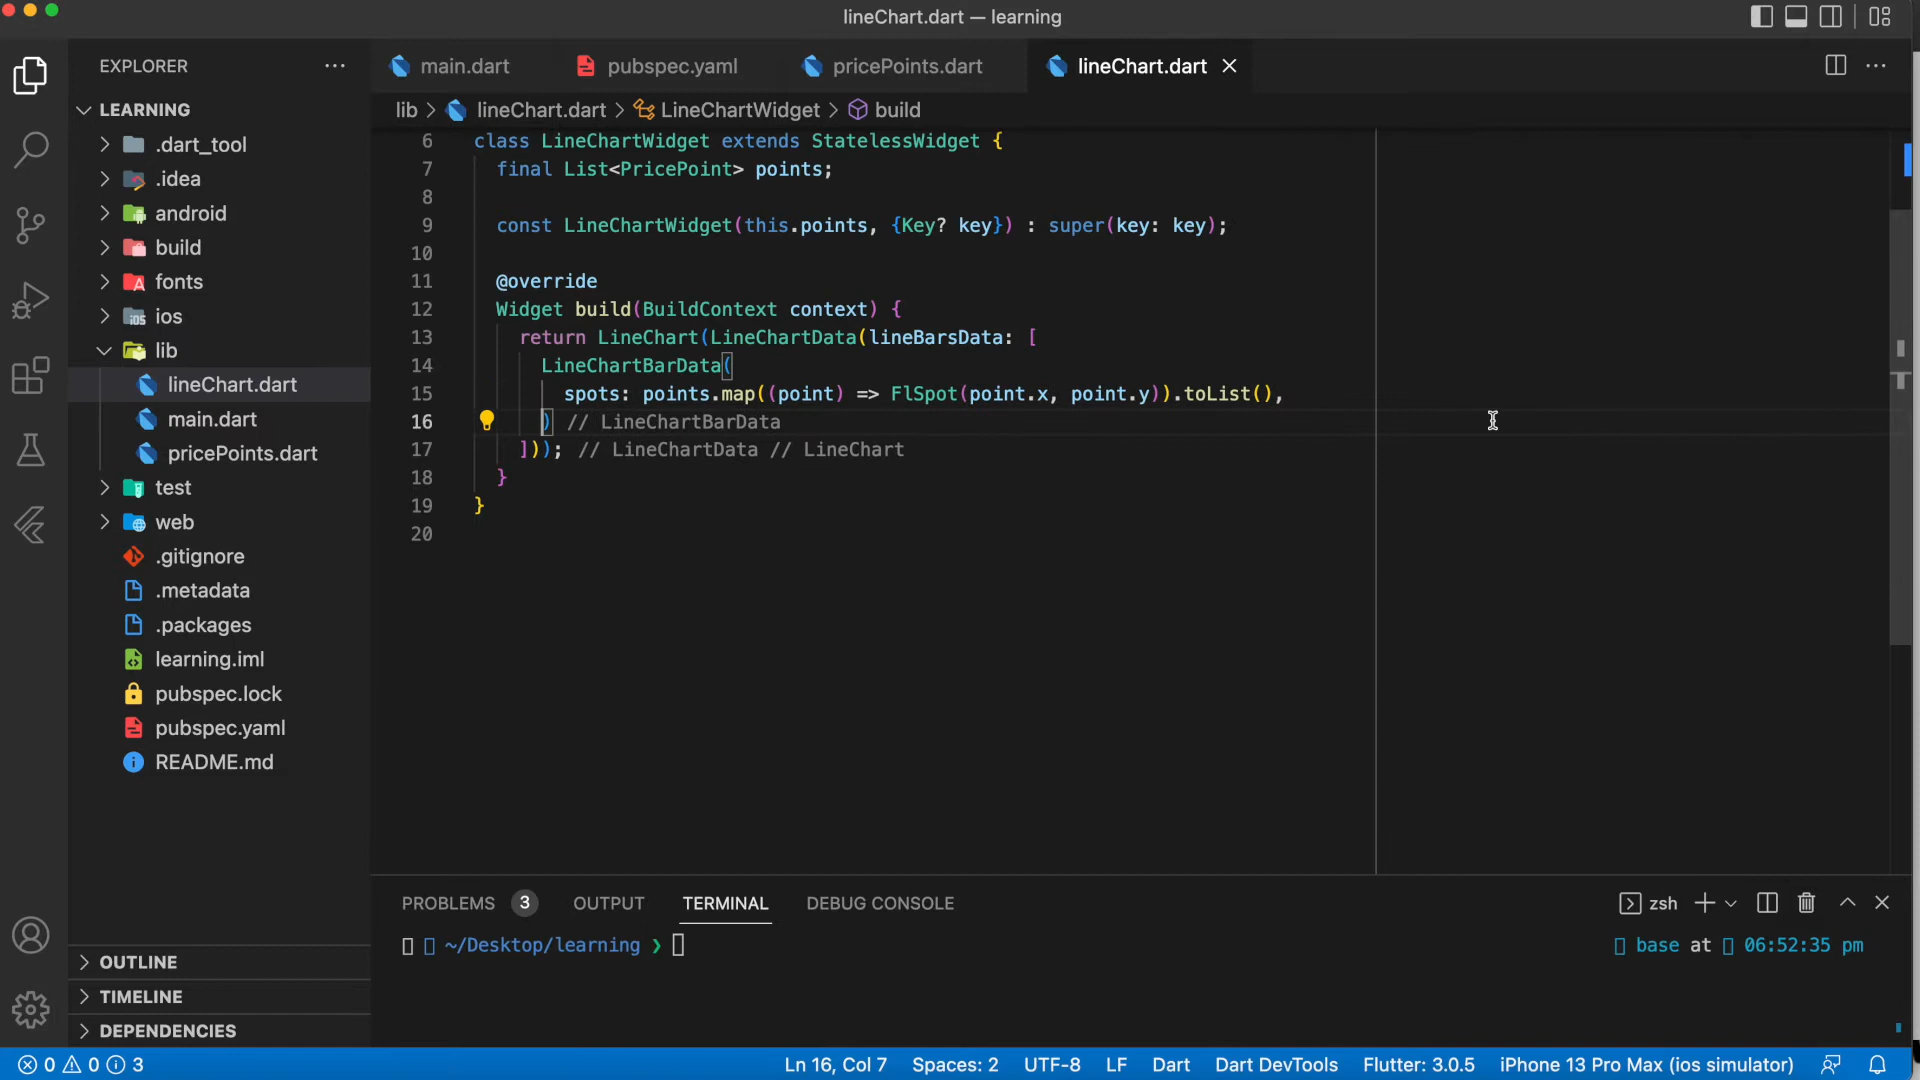 lineChart.dart — learning
EXPLORER
LEARNING
.dart_tool
.idea
android
build
fonts
ios
lib
lineChart.dart
main.dart
pricePoints.dart
test
web
.gitignore
.metadata
.packages
learning.iml
pubspec.lock
pubspec.yaml
README.md
OUTLINE
TIMELINE
DEPENDENCIES
main.dart pubspec.yaml pricePoints.dart lineChart.dart
lib > lineChart.dart > LineChartWidget > build
6 class LineChartWidget extends StatelessWidget {
7 final List<PricePoint> points;
8
9 const LineChartWidget(this.points, {Key? key}) : super(key: key);
10
11 @override
12 Widget build(BuildContext context) {
13 return LineChart(LineChartData(lineBarsData: [
14 LineChartBarData(
15 spots: points.map((point) => FlSpot(point.x, point.y)).toList(),
16 ) // LineChartBarData
17 ])); // LineChartData // LineChart
18 }
19 }
20
PROBLEMS 3 OUTPUT TERMINAL DEBUG CONSOLE zsh
~/Desktop/learning ❯ base at 06:52:35 pm
0 0 3 Ln 16, Col 7 Spaces: 2 UTF-8 LF Dart Dart DevTools Flutter: 3.0.5 iPhone 13 Pro Max (ios simulator)